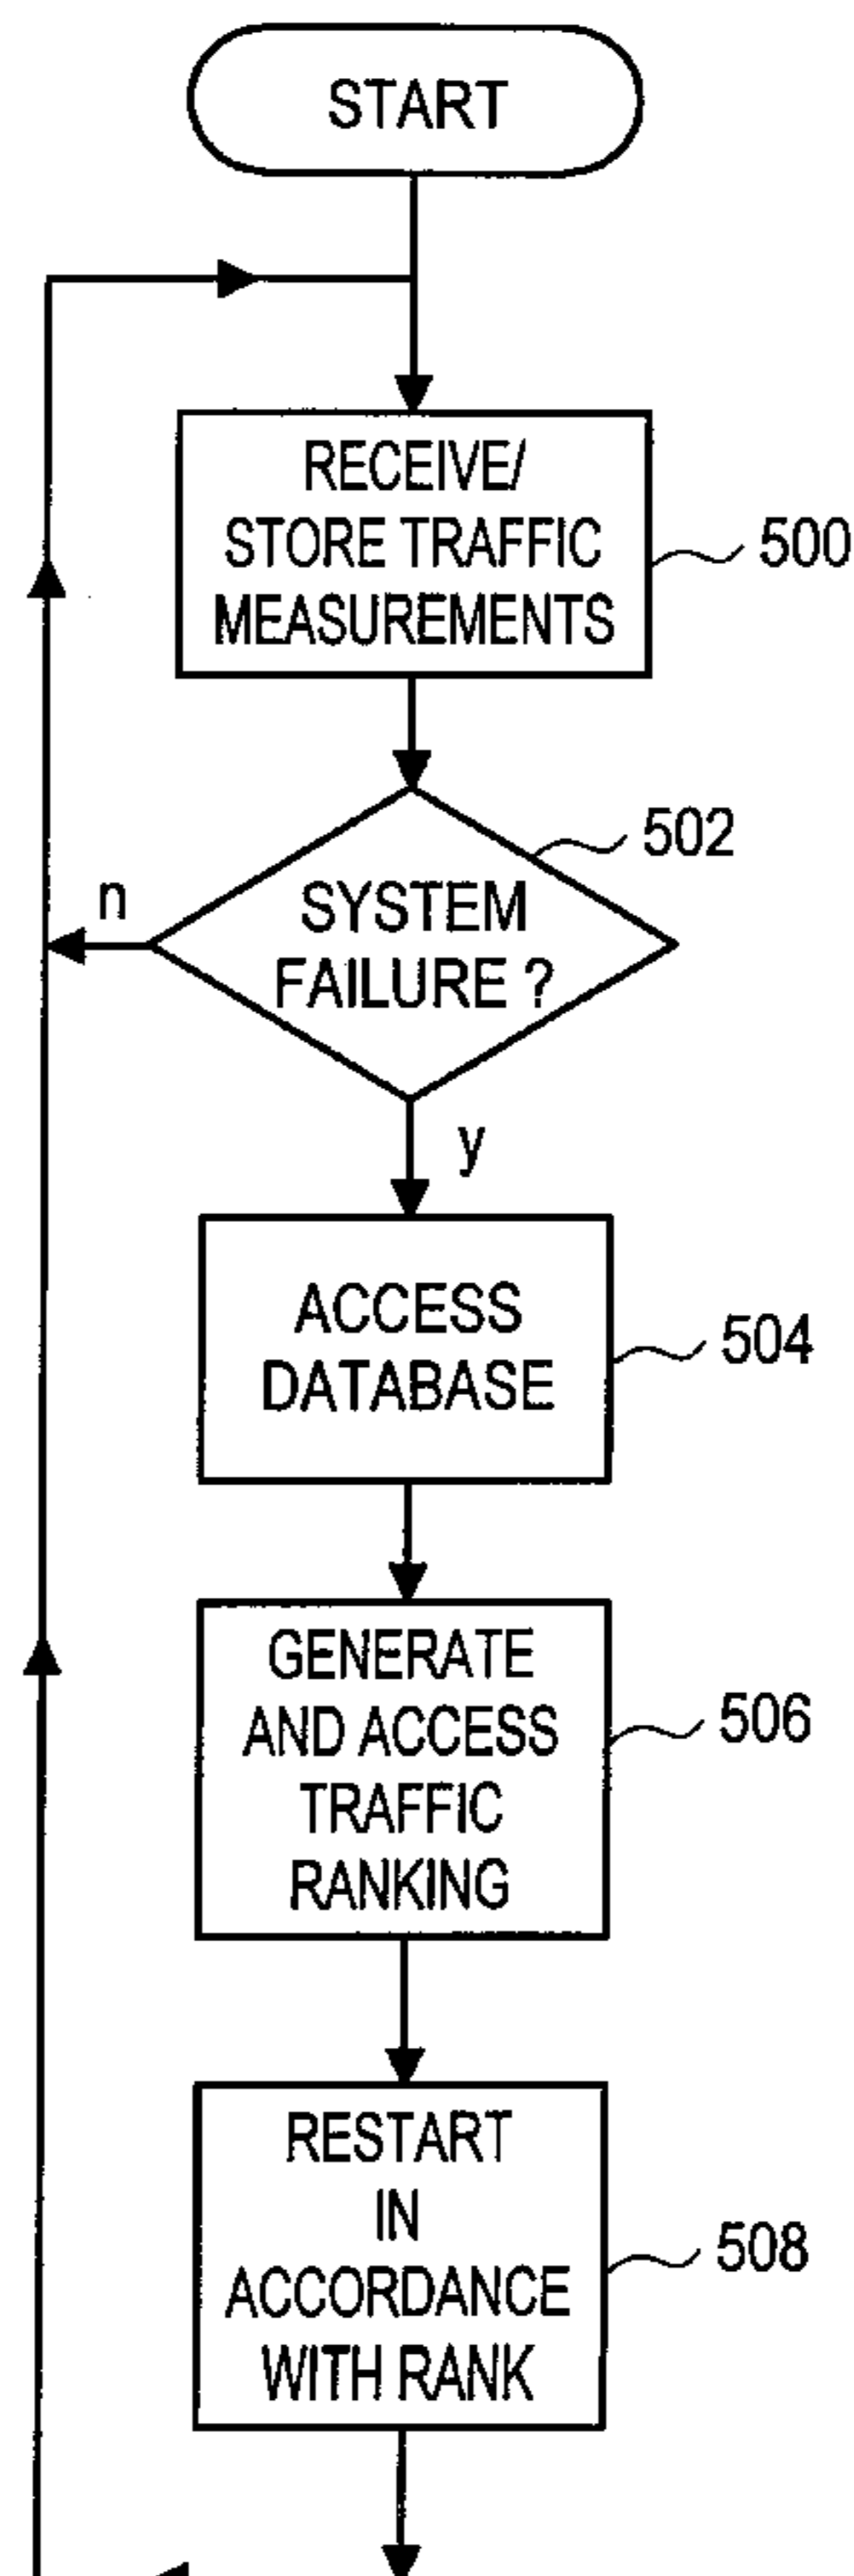 START
RECEIVE/
STORE TRAFFIC
MEASUREMENTS
500
502
SYSTEM
FAILURE ?
n
y
ACCESS
DATABASE
504
GENERATE
AND ACCESS
TRAFFIC
RANKING
506
RESTART
IN
ACCORDANCE
WITH RANK
508